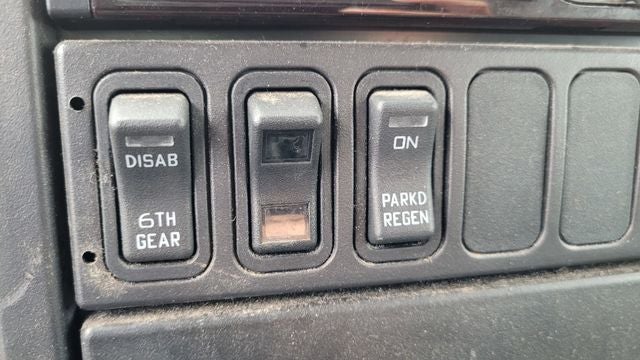 DISAB
6TH
GEAR
ON
PARKD
REGEN